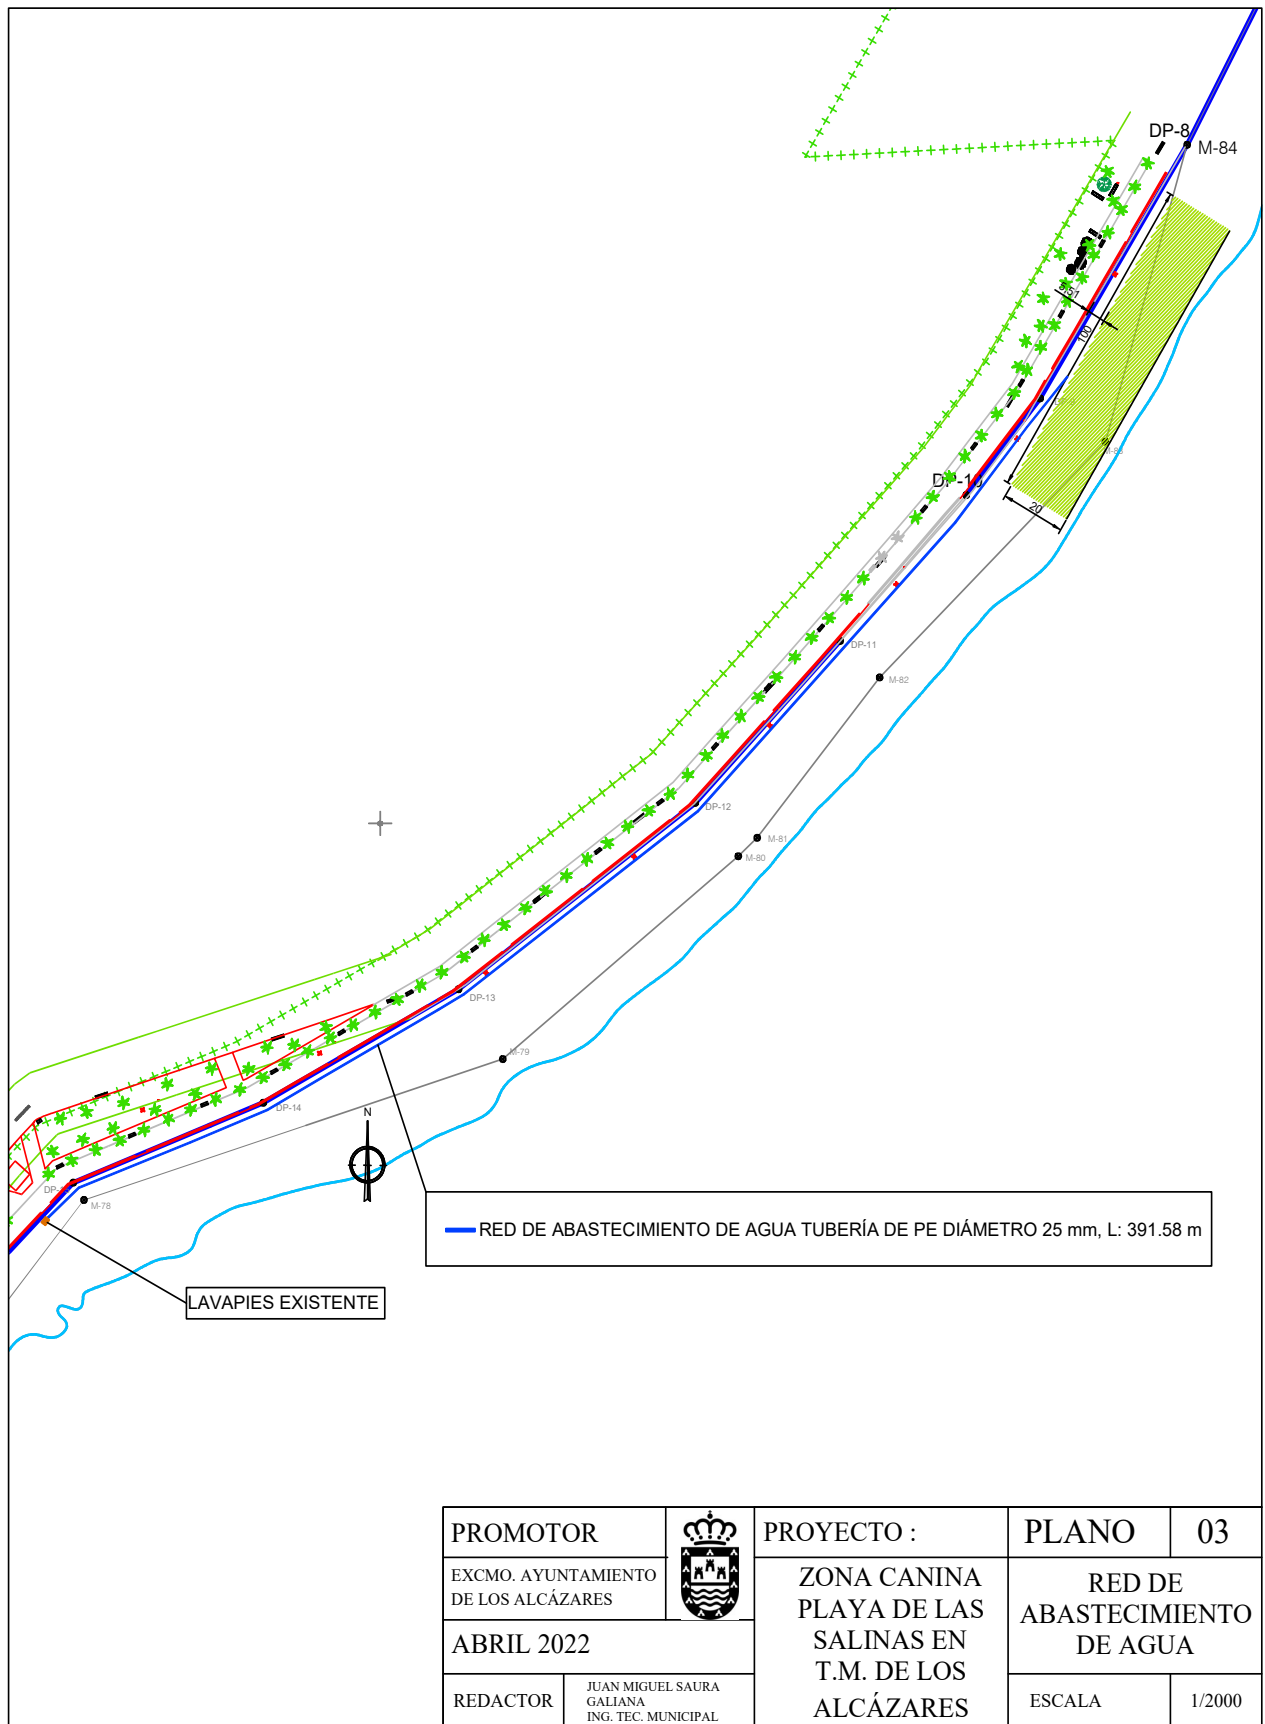 DP-8
M-84
5,51
100
M-83
DP-10
20
DP-11
M-82
DP-12
M-81
M-80
DP-13
M-79
DP-14
N
M-78
RED DE ABASTECIMIENTO DE AGUA TUBERÍA DE PE DIÁMETRO 25 mm, L: 391.58 m
LAVAPIES EXISTENTE
PROMOTOR
EXCMO. AYUNTAMIENTO
DE LOS ALCÁZARES
ABRIL 2022
REDACTOR
JUAN MIGUEL SAURA
GALIANA
ING. TEC. MUNICIPAL
PROYECTO :
ZONA CANINA
PLAYA DE LAS
SALINAS EN
T.M. DE LOS
ALCÁZARES
PLANO
03
RED DE
ABASTECIMIENTO
DE AGUA
ESCALA
1/2000